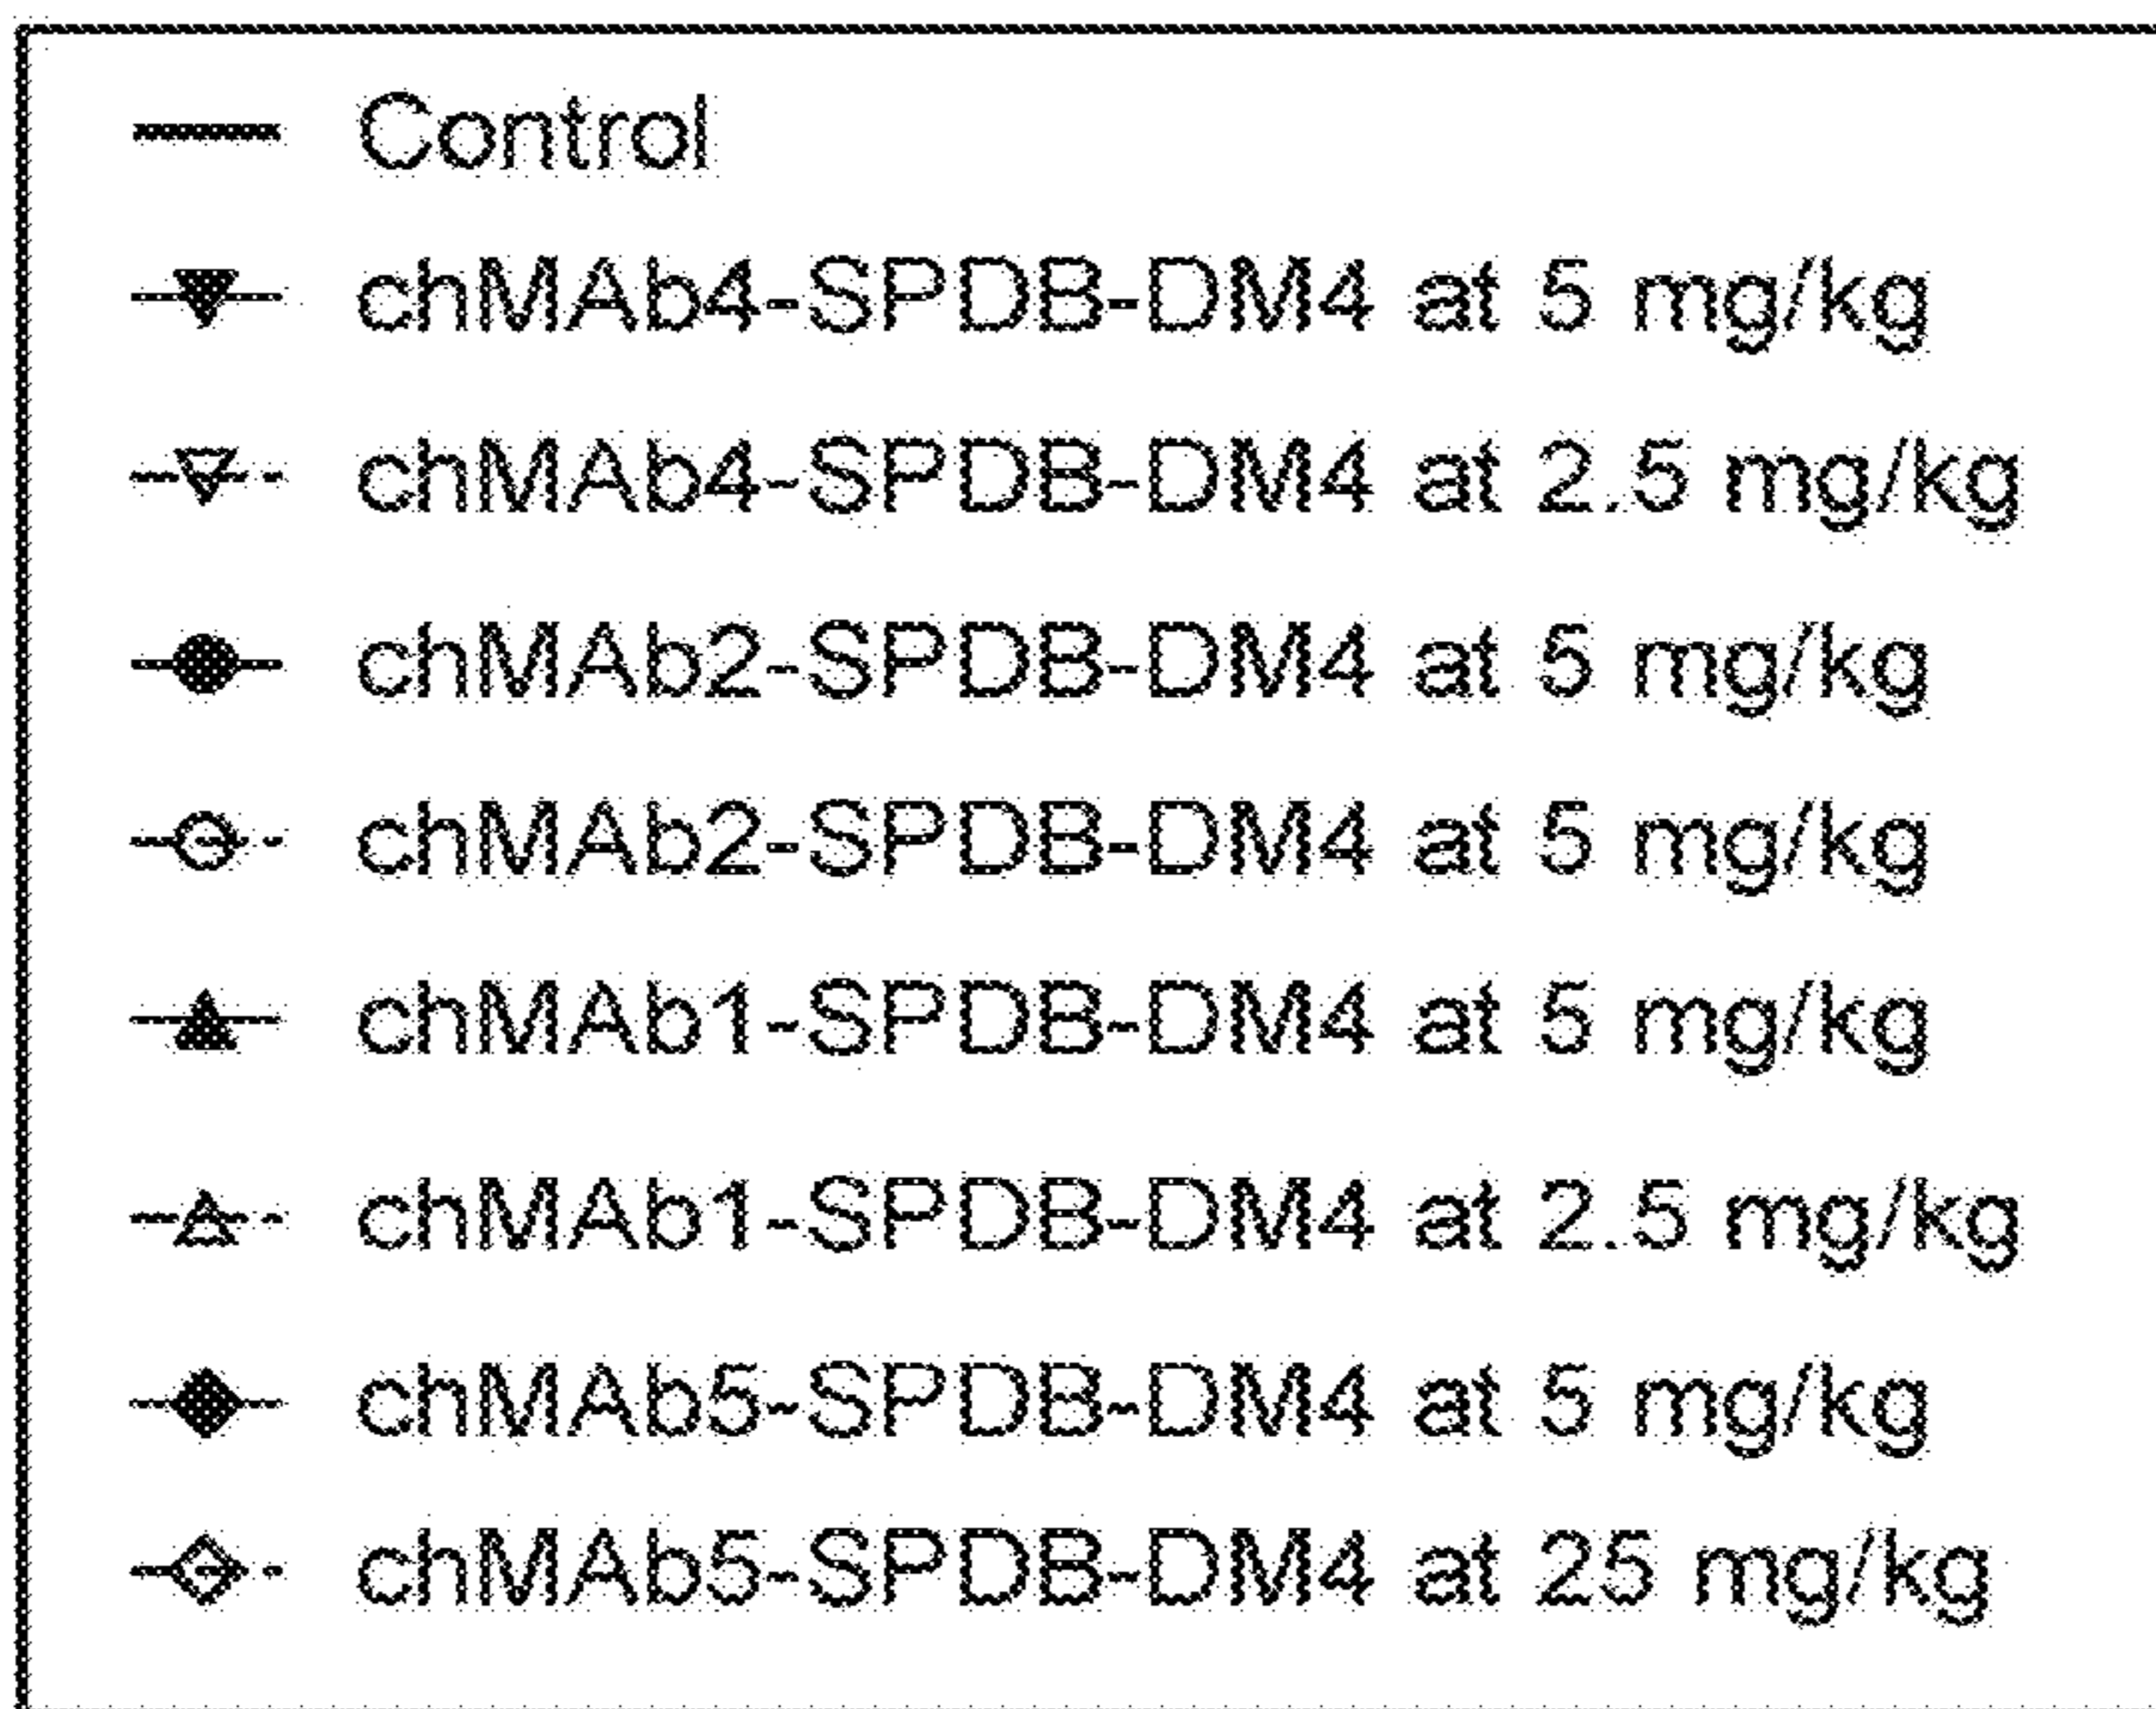 Control
chMAb4-SPDB-DM4 at 5 mg/kg
chMAb4-SPDB-DM4 at 2.5 mg/kg
chMAb2-SPDB-DM4 at 5 mg/kg
chMAb2-SPDB-DM4 at 5 mg/kg
chMAb1-SPDB-DM4 at 5 mg/kg
chMAb1-SPDB-DM4 at 2.5 mg/kg
chMAb5-SPDB-DM4 at 5 mg/kg
chMAb5-SPDB-DM4 at 25 mg/kg